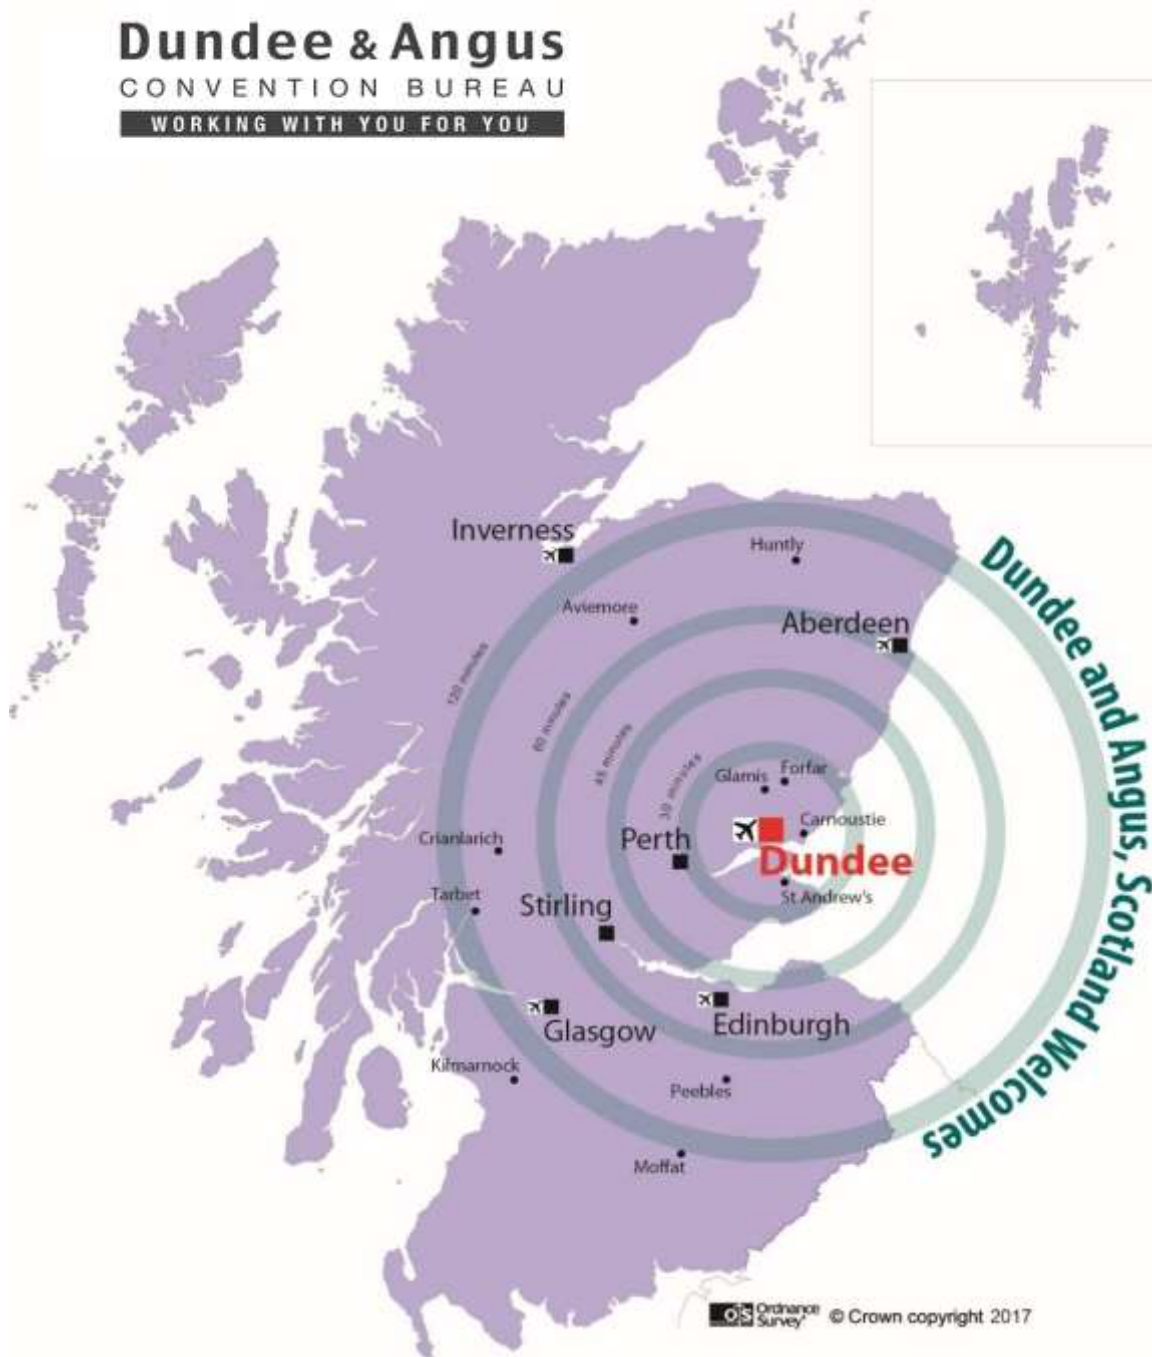 Dundee & Angus
CONVENTION BUREAU
WORKING WITH YOU FOR YOU
Inverness
Huntly
Aviemore
Aberdeen
120 minutes
60 minutes
45 minutes
30 minutes
Glamis
Forfar
Carnoustie
Crianlarich
Perth
Dundee
Tarbet
St Andrew's
Stirling
Glasgow
Edinburgh
Kilmarnock
Peebles
Moffat
Dundee and Angus, Scotland Welcomes
OS Ordnance
Survey
© Crown copyright 2017